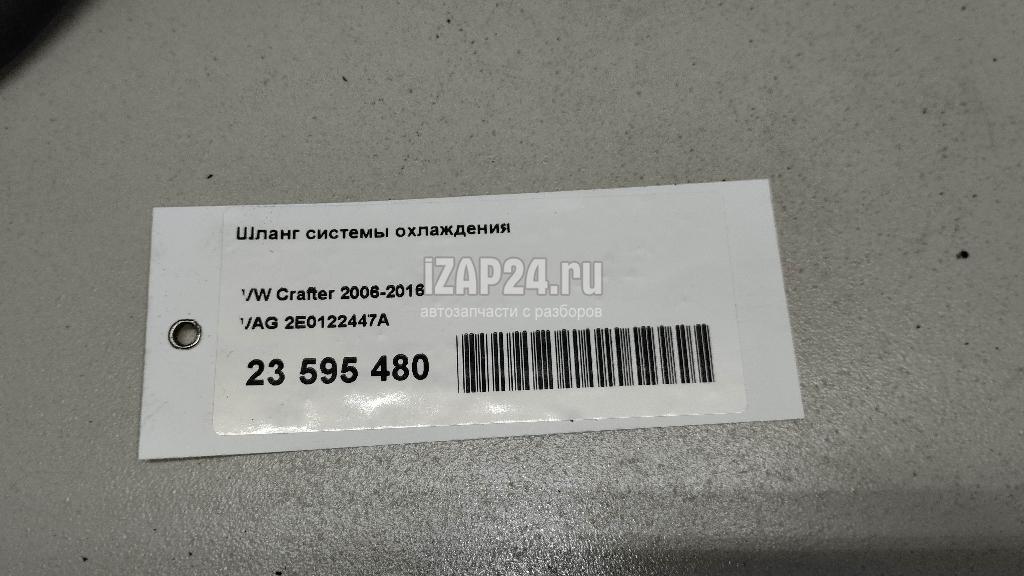 Шланг системы охлаждения
VW Crafter 2006-2016
iZAP24.ru
автозапчасти с разборов
VAG 2E0122447A
23 595 480